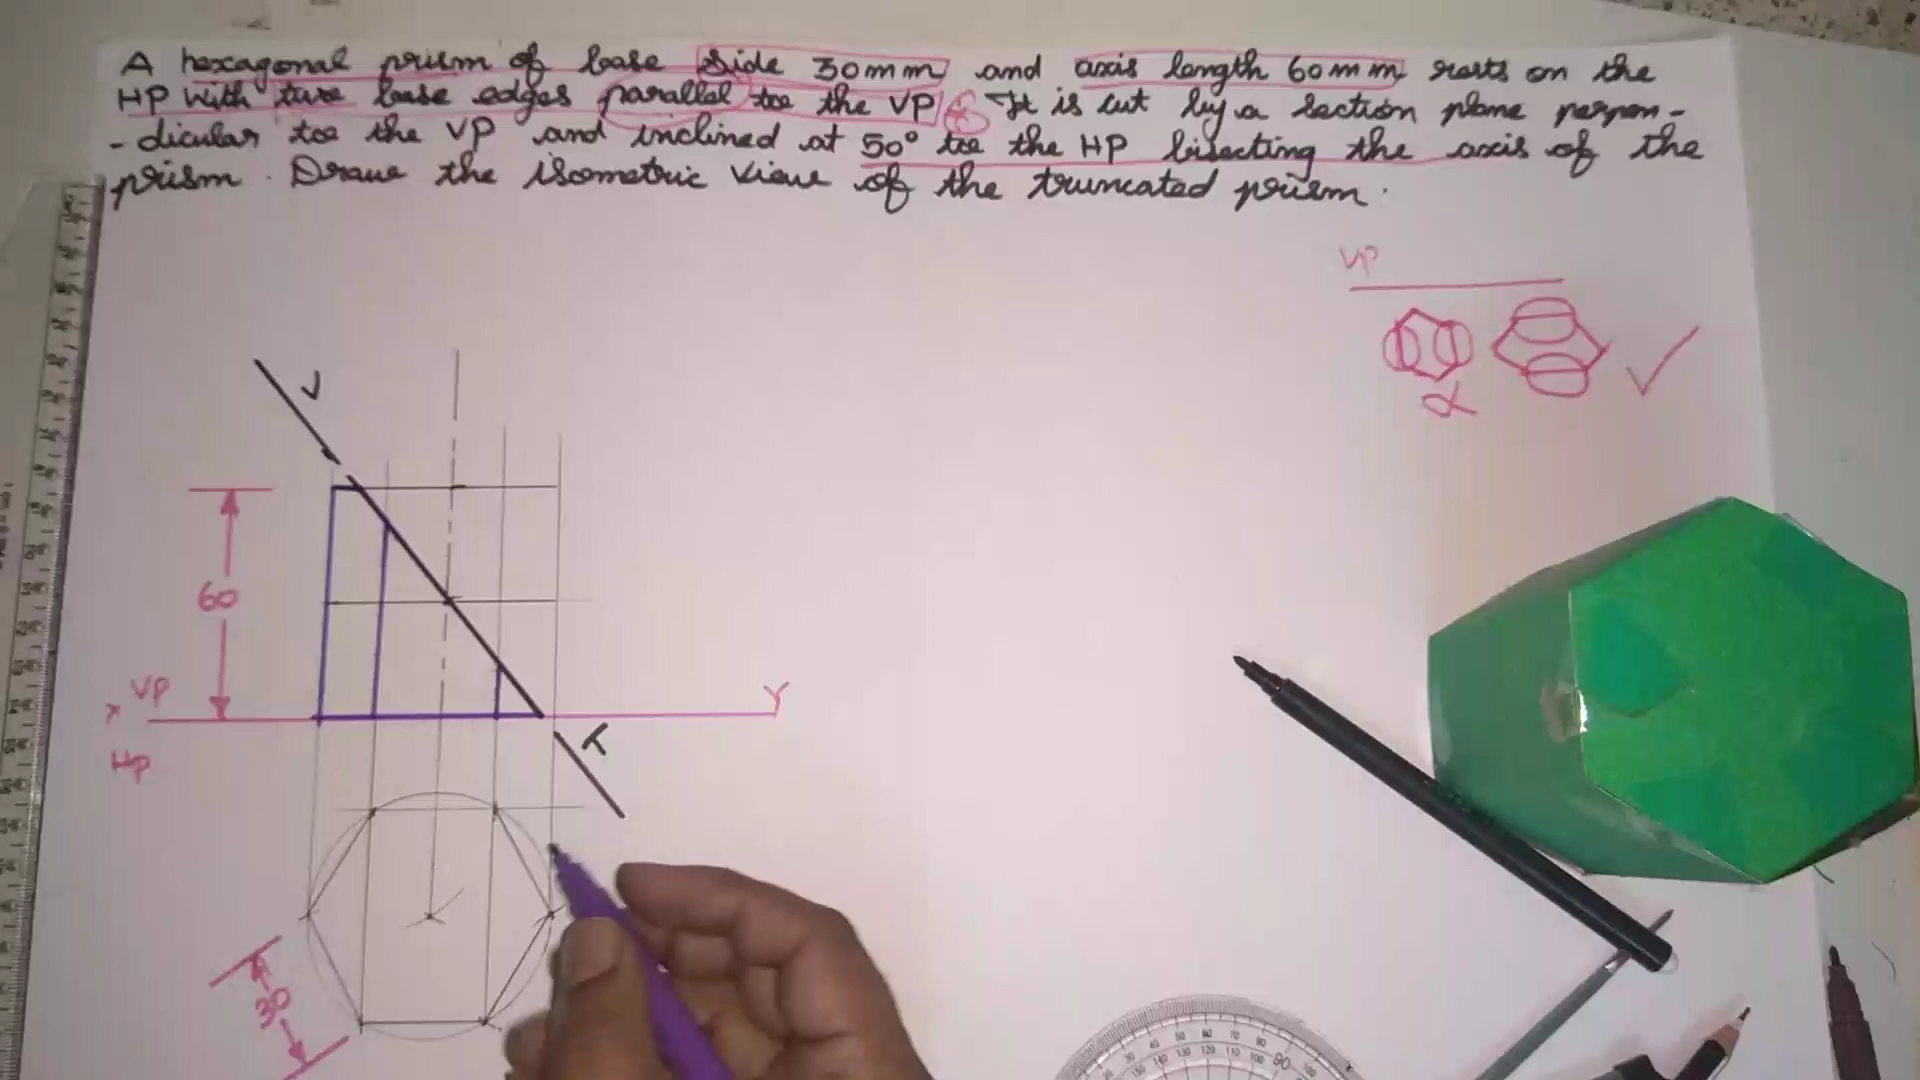 A hexagonal prism of base side 30mm and axis length 60mm rests on the
HP with two base edges parallel to the VP. It is cut by a section plane perpen-
-dicular to the VP and inclined at 50° to the HP bisecting the axis of the
prism. Draw the isometric view of the truncated prism.
VP
V
60
VP
X Y
HP
T
30